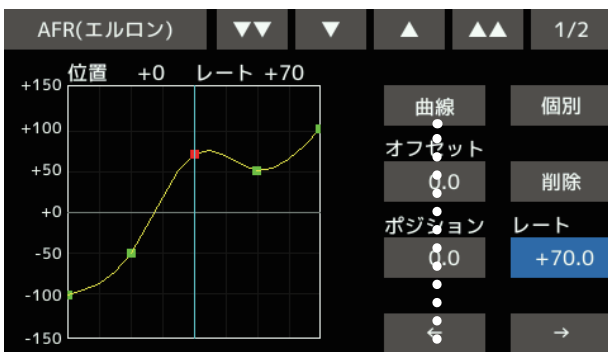 AFR(エルロン) ▼▼ ▼ ▲ ▲▲ 1/2
位置 +0 レート +70
+150
+100
+50
+0
-50
-100
-150
曲線 個別
オフセット
0.0 削除
ポジション レート
0.0 +70.0
← →